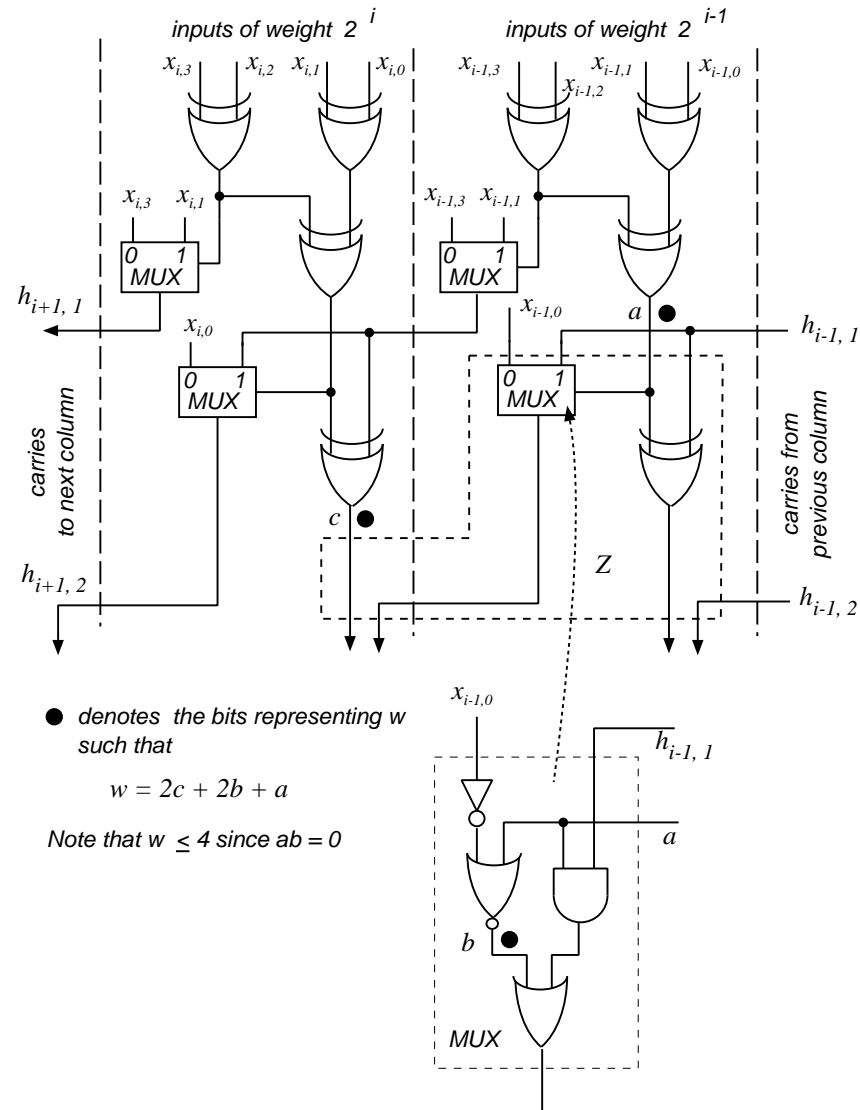 inputs of weight 2 i
inputs of weight 2 i-1
x i,3 x i,2 x i,1 x i,0
x i-1,3 x i-1,2 x i-1,1 x i-1,0
x i,3 x i,1
x i-1,3 x i-1,1
0 1
MUX
0 1
MUX
h i+1, 1
x i,0
x i-1,0
a
h i-1, 1
0 1
MUX
0 1
MUX
carries
to next column
carries from
previous column
c
Z
h i+1, 2
h i-1, 2
denotes the bits representing w
such that
w = 2c + 2b + a
Note that w ≤ 4 since ab = 0
x i-1,0
h i-1, 1
a
b
MUX